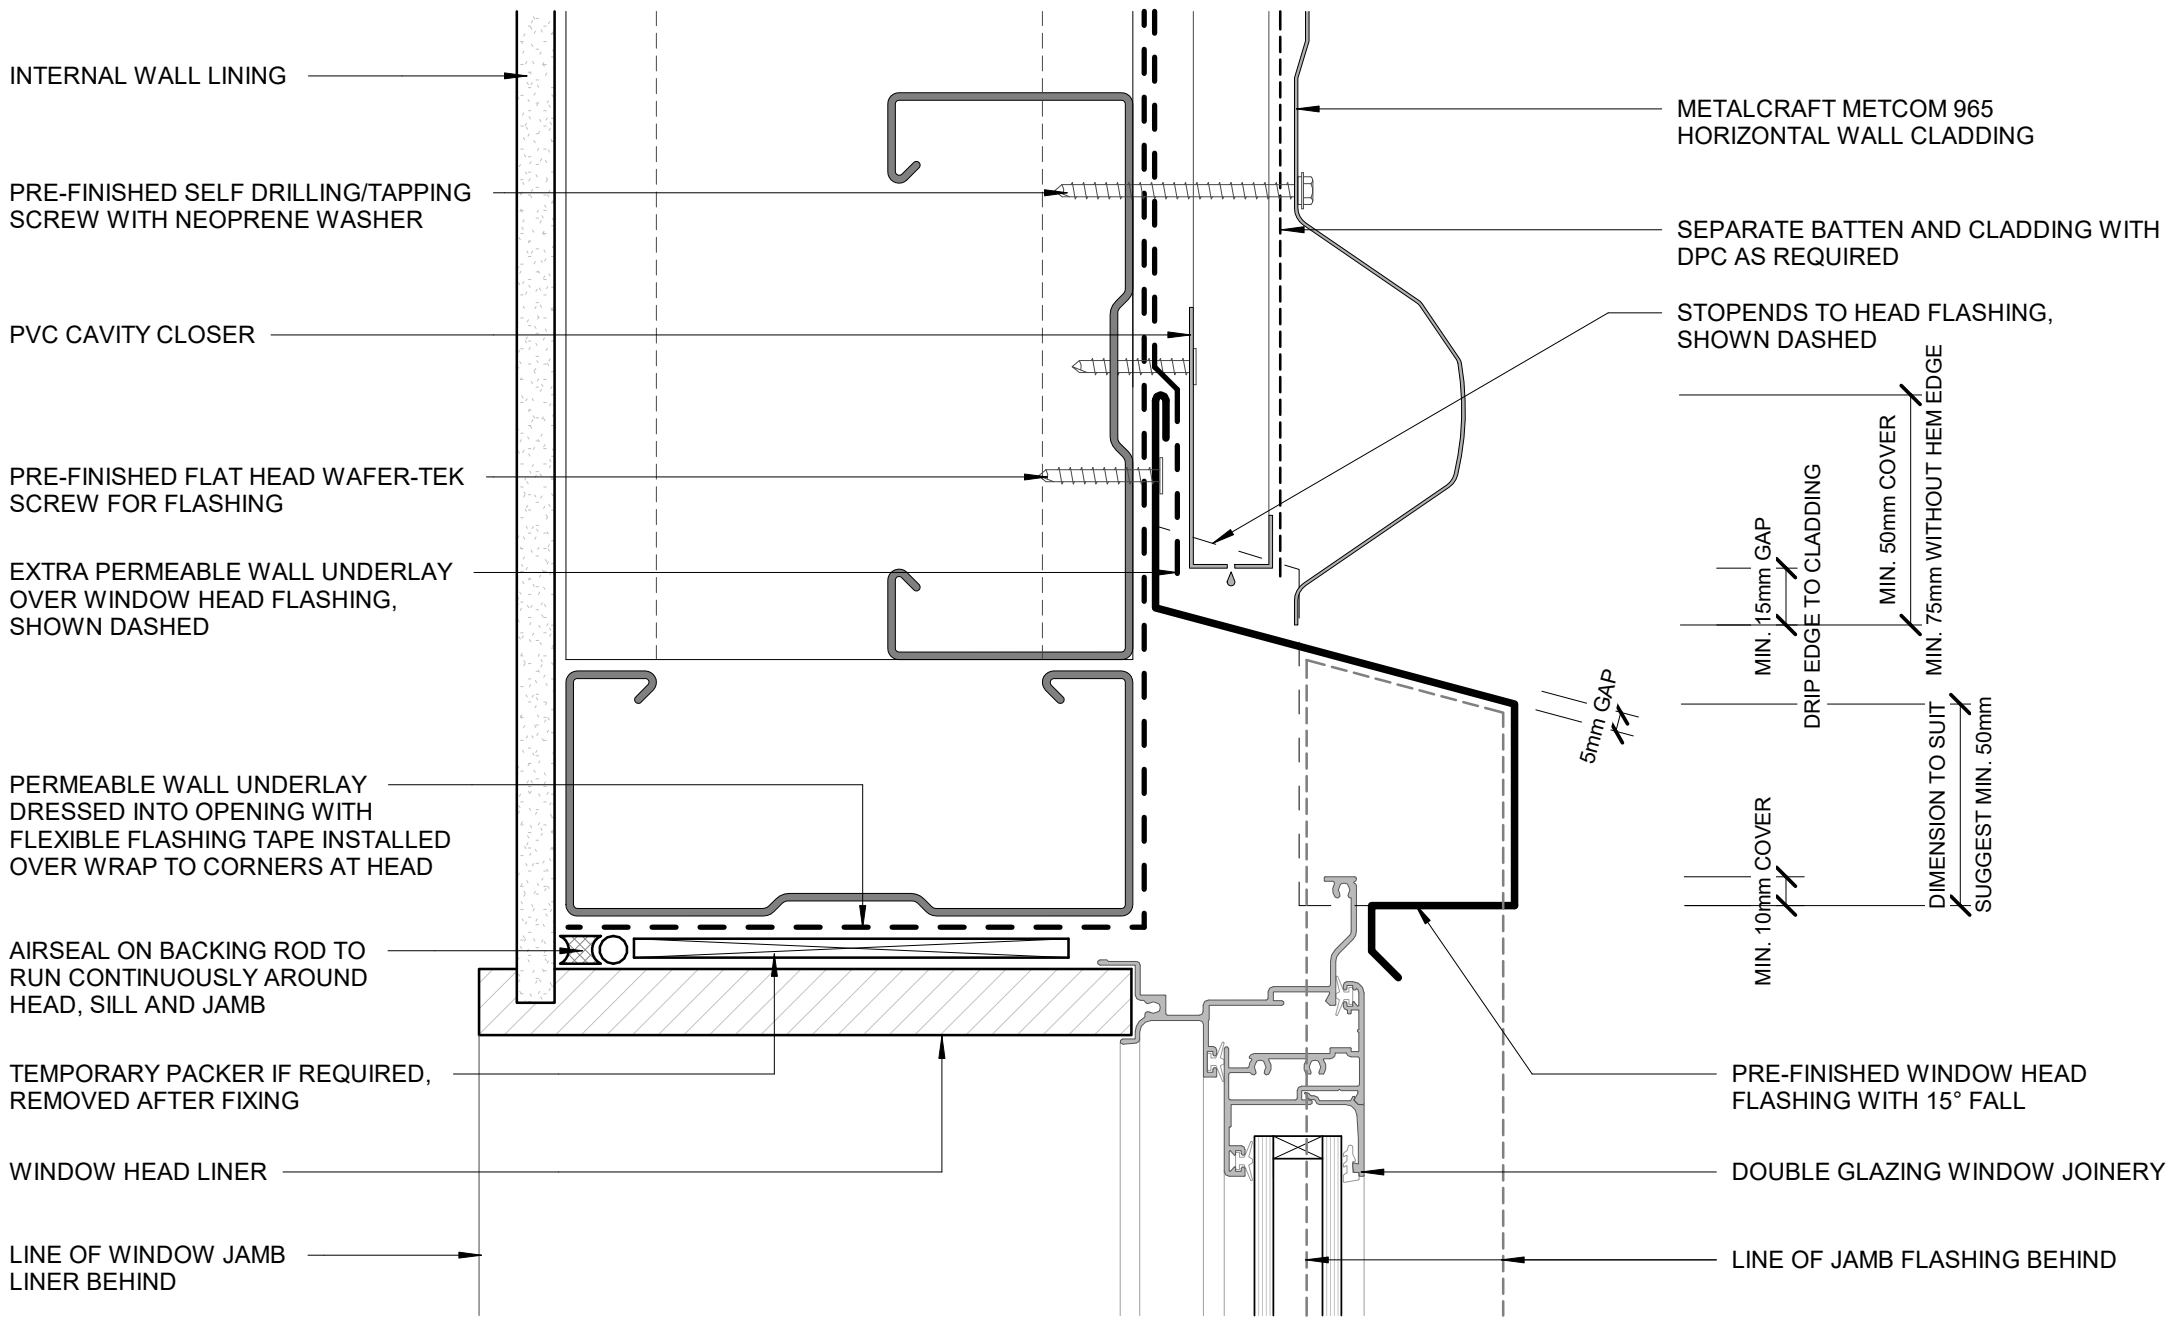 INTERNAL WALL LINING
PRE-FINISHED SELF DRILLING/TAPPING
SCREW WITH NEOPRENE WASHER
PVC CAVITY CLOSER
PRE-FINISHED FLAT HEAD WAFER-TEK
SCREW FOR FLASHING
EXTRA PERMEABLE WALL UNDERLAY
OVER WINDOW HEAD FLASHING,
SHOWN DASHED
PERMEABLE WALL UNDERLAY
DRESSED INTO OPENING WITH
FLEXIBLE FLASHING TAPE INSTALLED
OVER WRAP TO CORNERS AT HEAD
AIRSEAL ON BACKING ROD TO
RUN CONTINUOUSLY AROUND
HEAD, SILL AND JAMB
TEMPORARY PACKER IF REQUIRED,
REMOVED AFTER FIXING
WINDOW HEAD LINER
LINE OF WINDOW JAMB
LINER BEHIND
METALCRAFT METCOM 965
HORIZONTAL WALL CLADDING
SEPARATE BATTEN AND CLADDING WITH
DPC AS REQUIRED
STOPENDS TO HEAD FLASHING,
SHOWN DASHED
MIN. 15mm GAP
DRIP EDGE TO CLADDING
MIN. 50mm COVER
MIN. 75mm WITHOUT HEM EDGE
5mm GAP
MIN. 10mm COVER
DIMENSION TO SUIT
SUGGEST MIN. 50mm
PRE-FINISHED WINDOW HEAD
FLASHING WITH 15° FALL
DOUBLE GLAZING WINDOW JOINERY
LINE OF JAMB FLASHING BEHIND